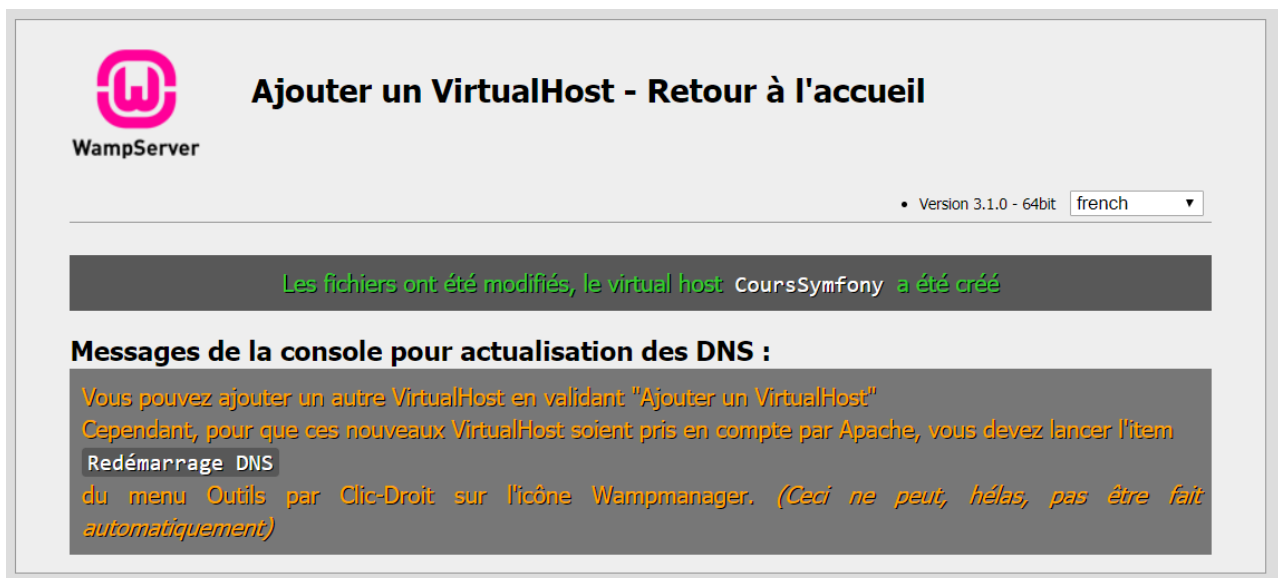 Ajouter un VirtualHost - Retour à l'accueil
WampServer
• Version 3.1.0 - 64bit french
Les fichiers ont été modifiés, le virtual host CoursSymfony a été créé
Messages de la console pour actualisation des DNS :
Vous pouvez ajouter un autre VirtualHost en validant "Ajouter un VirtualHost"
Cependant, pour que ces nouveaux VirtualHost soient pris en compte par Apache, vous devez lancer l'item
Redémarrage DNS
du menu Outils par Clic-Droit sur l'icône Wampmanager. (Ceci ne peut, hélas, pas être fait
automatiquement)